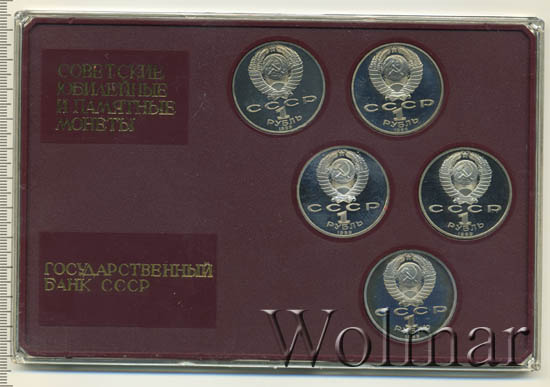 СОВЕТСКИЕ
ЮБИЛЕЙНЫЕ
И ПАМЯТНЫЕ
МОНЕТЫ
СССР
1
РУБЛЬ
СССР
1
РУБЛЬ
СССР
1
РУБЛЬ
СССР
1
РУБЛЬ
ГОСУДАРСТВЕННЫЙ
БАНК СССР
СССР
1
РУБЛЬ
Wolmar